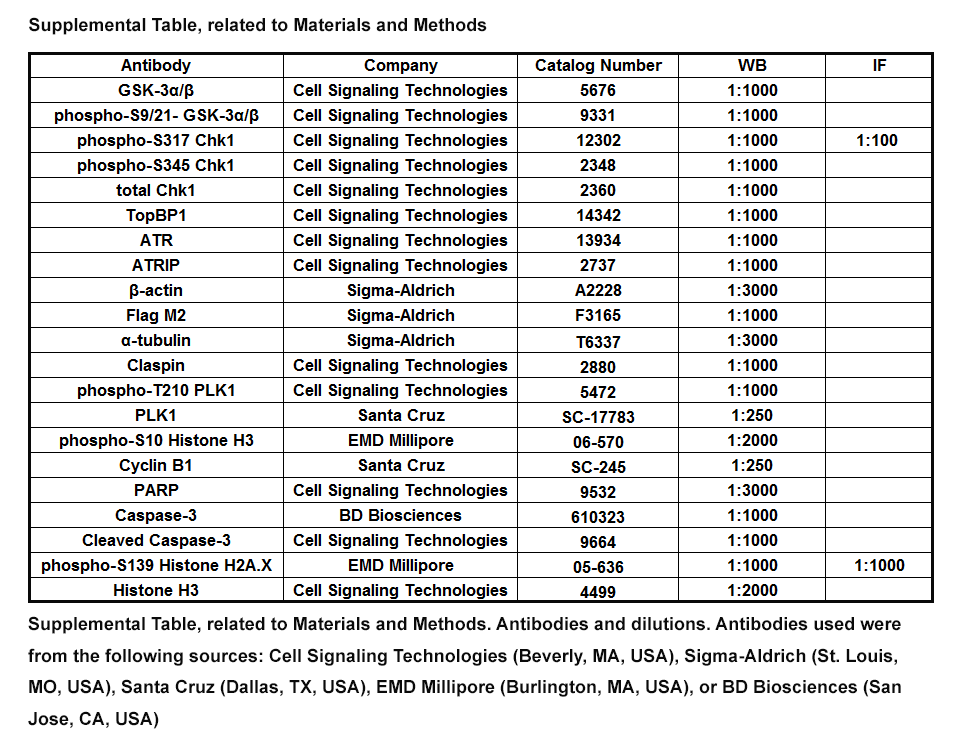 Supplemental Table, related to Materials and Methods
Antibody Company Catalog Number WB IF
GSK-3α/β Cell Signaling Technologies 5676 1:1000
phospho-S9/21- GSK-3α/β Cell Signaling Technologies 9331 1:1000
phospho-S317 Chk1 Cell Signaling Technologies 12302 1:1000 1:100
phospho-S345 Chk1 Cell Signaling Technologies 2348 1:1000
total Chk1 Cell Signaling Technologies 2360 1:1000
TopBP1 Cell Signaling Technologies 14342 1:1000
ATR Cell Signaling Technologies 13934 1:1000
ATRIP Cell Signaling Technologies 2737 1:1000
β-actin Sigma-Aldrich A2228 1:3000
Flag M2 Sigma-Aldrich F3165 1:1000
α-tubulin Sigma-Aldrich T6337 1:3000
Claspin Cell Signaling Technologies 2880 1:1000
phospho-T210 PLK1 Cell Signaling Technologies 5472 1:1000
PLK1 Santa Cruz SC-17783 1:250
phospho-S10 Histone H3 EMD Millipore 06-570 1:2000
Cyclin B1 Santa Cruz SC-245 1:250
PARP Cell Signaling Technologies 9532 1:3000
Caspase-3 BD Biosciences 610323 1:1000
Cleaved Caspase-3 Cell Signaling Technologies 9664 1:1000
phospho-S139 Histone H2A.X EMD Millipore 05-636 1:1000 1:1000
Histone H3 Cell Signaling Technologies 4499 1:2000
Supplemental Table, related to Materials and Methods. Antibodies and dilutions. Antibodies used were
from the following sources: Cell Signaling Technologies (Beverly, MA, USA), Sigma-Aldrich (St. Louis,
MO, USA), Santa Cruz (Dallas, TX, USA), EMD Millipore (Burlington, MA, USA), or BD Biosciences (San
Jose, CA, USA)